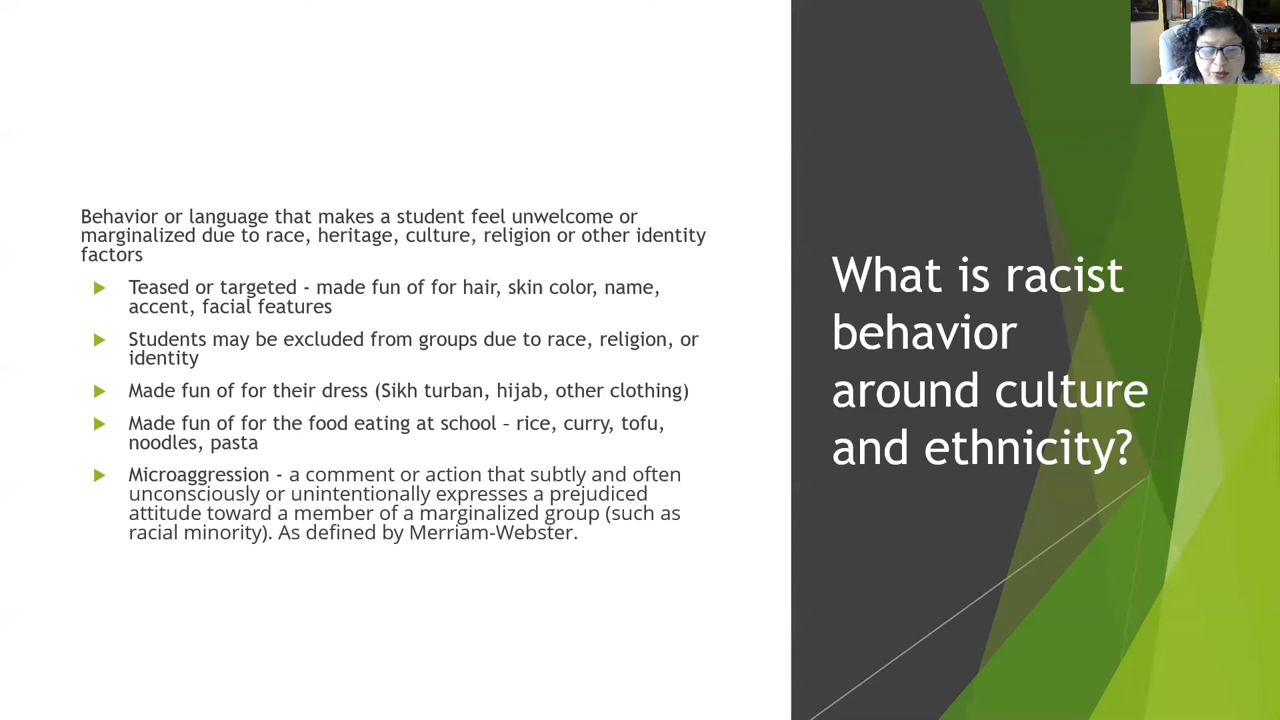 Behavior or language that makes a student feel unwelcome or
marginalized due to race, heritage, culture, religion or other identity
factors
Teased or targeted - made fun of for hair, skin color, name,
accent, facial features
Students may be excluded from groups due to race, religion, or
identity
Made fun of for their dress (Sikh turban, hijab, other clothing)
Made fun of for the food eating at school – rice, curry, tofu,
noodles, pasta
Microaggression - a comment or action that subtly and often
unconsciously or unintentionally expresses a prejudiced
attitude toward a member of a marginalized group (such as
racial minority). As defined by Merriam-Webster.
What is racist
behavior
around culture
and ethnicity?